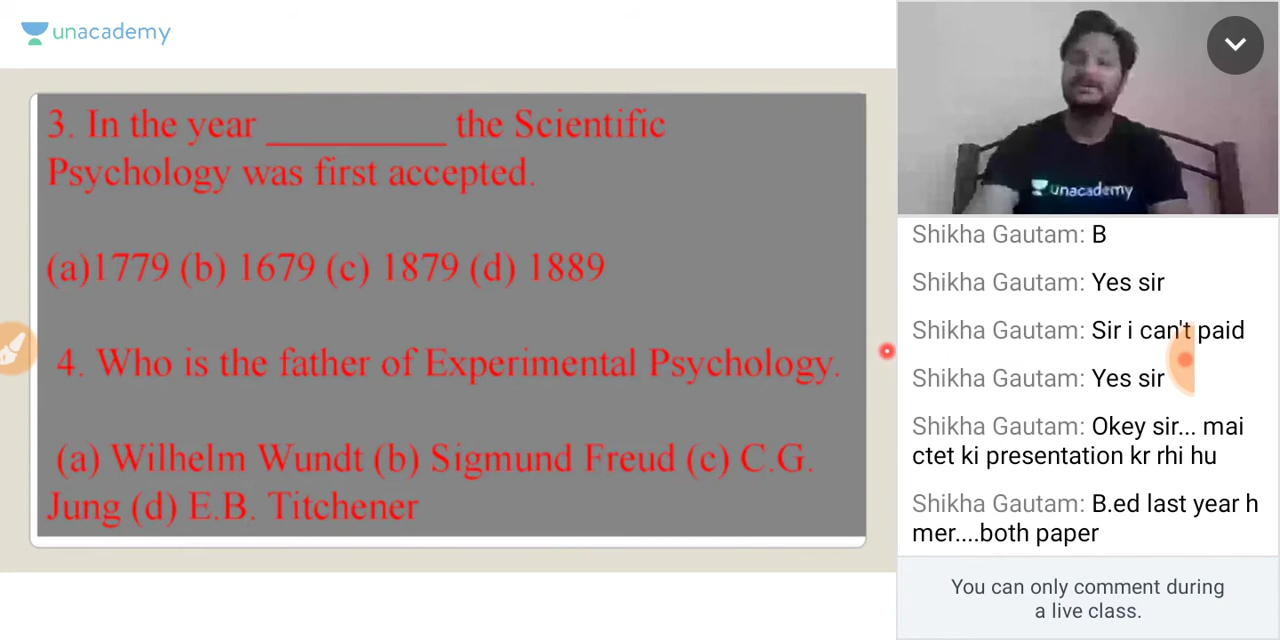 unacademy
3. In the year _________ the Scientific
Psychology was first accepted.
(a)1779 (b) 1679 (c) 1879 (d) 1889
4. Who is the father of Experimental Psychology.
(a) Wilhelm Wundt (b) Sigmund Freud (c) C.G.
Jung (d) E.B. Titchener
unacademy
Shikha Gautam: B
Shikha Gautam: Yes sir
Shikha Gautam: Sir i can't paid
Shikha Gautam: Yes sir
Shikha Gautam: Okey sir... mai
ctet ki presentation kr rhi hu
Shikha Gautam: B.ed last year h
mer....both paper
You can only comment during
a live class.